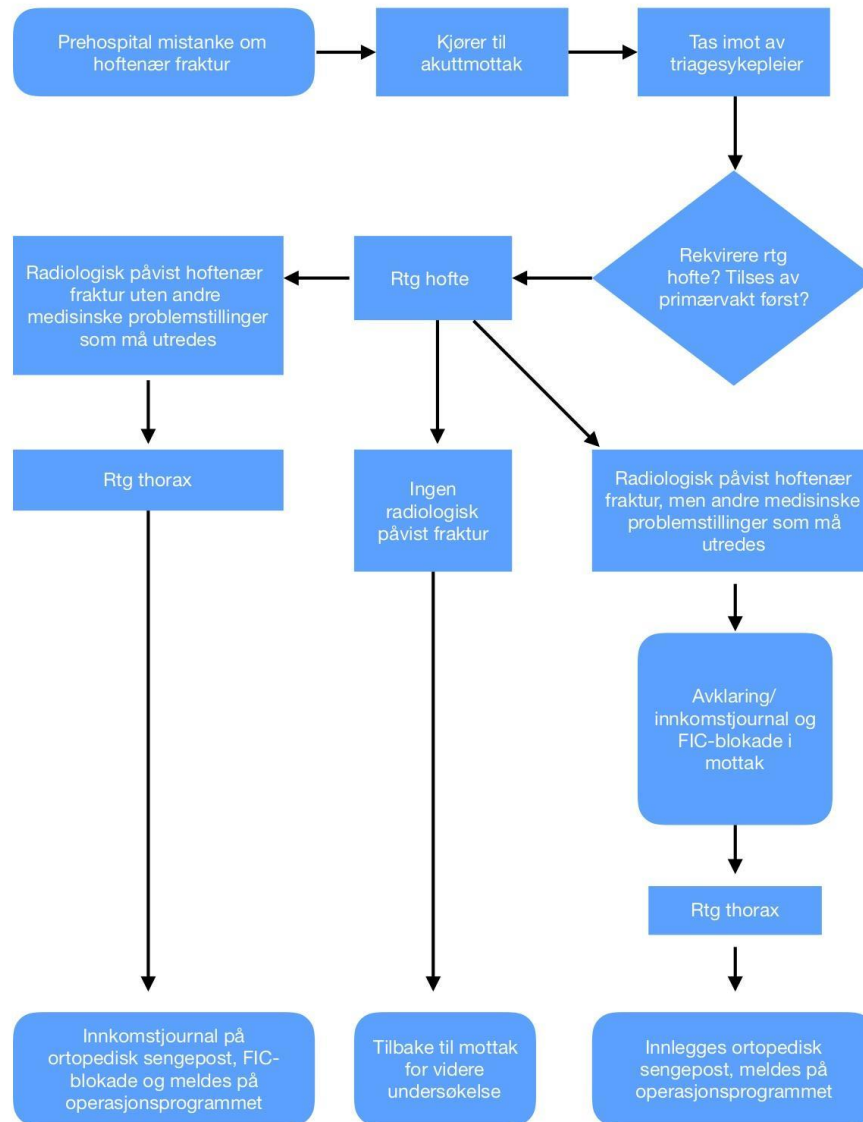 Prehospital mistanke om
hoftenær fraktur
Kjører til
akuttmottak
Tas imot av
triagesykepleier
Rekvirere rtg
hofte? Tilses av
primærvakt først?
Rtg hofte
Radiologisk påvist hoftenær
fraktur uten andre
medisinske problemstillinger
som må utredes
Rtg thorax
Ingen
radiologisk
påvist fraktur
Radiologisk påvist hoftenær
fraktur, men andre medisinske
problemstillinger som må
utredes
Avklaring/
innkomstjournal og
FIC-blokade i
mottak
Rtg thorax
Innkomstjournal på
ortopedisk sengepost, FIC-
blokade og meldes på
operasjonsprogrammet
Tilbake til mottak
for videre
undersøkelse
Innlegges ortopedisk
sengepost, meldes på
operasjonsprogrammet